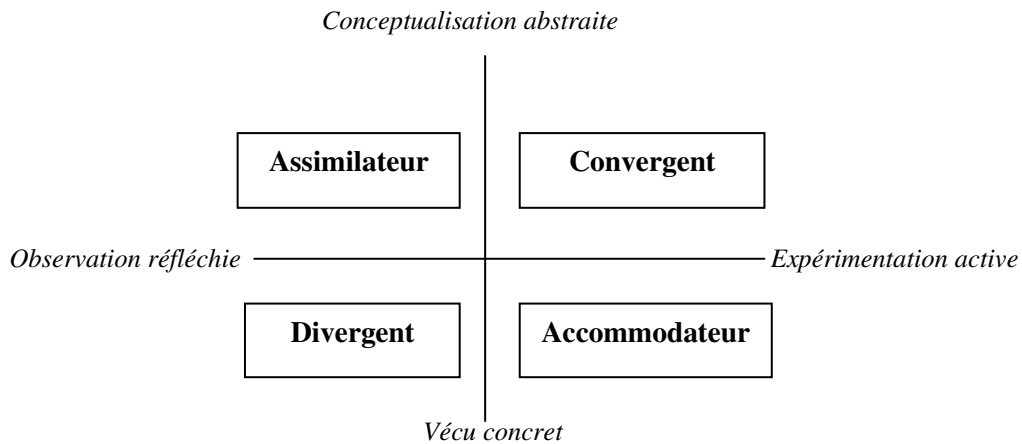 Conceptualisation abstraite
Assimilateur
Convergent
Observation réfléchie
Expérimentation active
Divergent
Accommodateur
Vécu concret